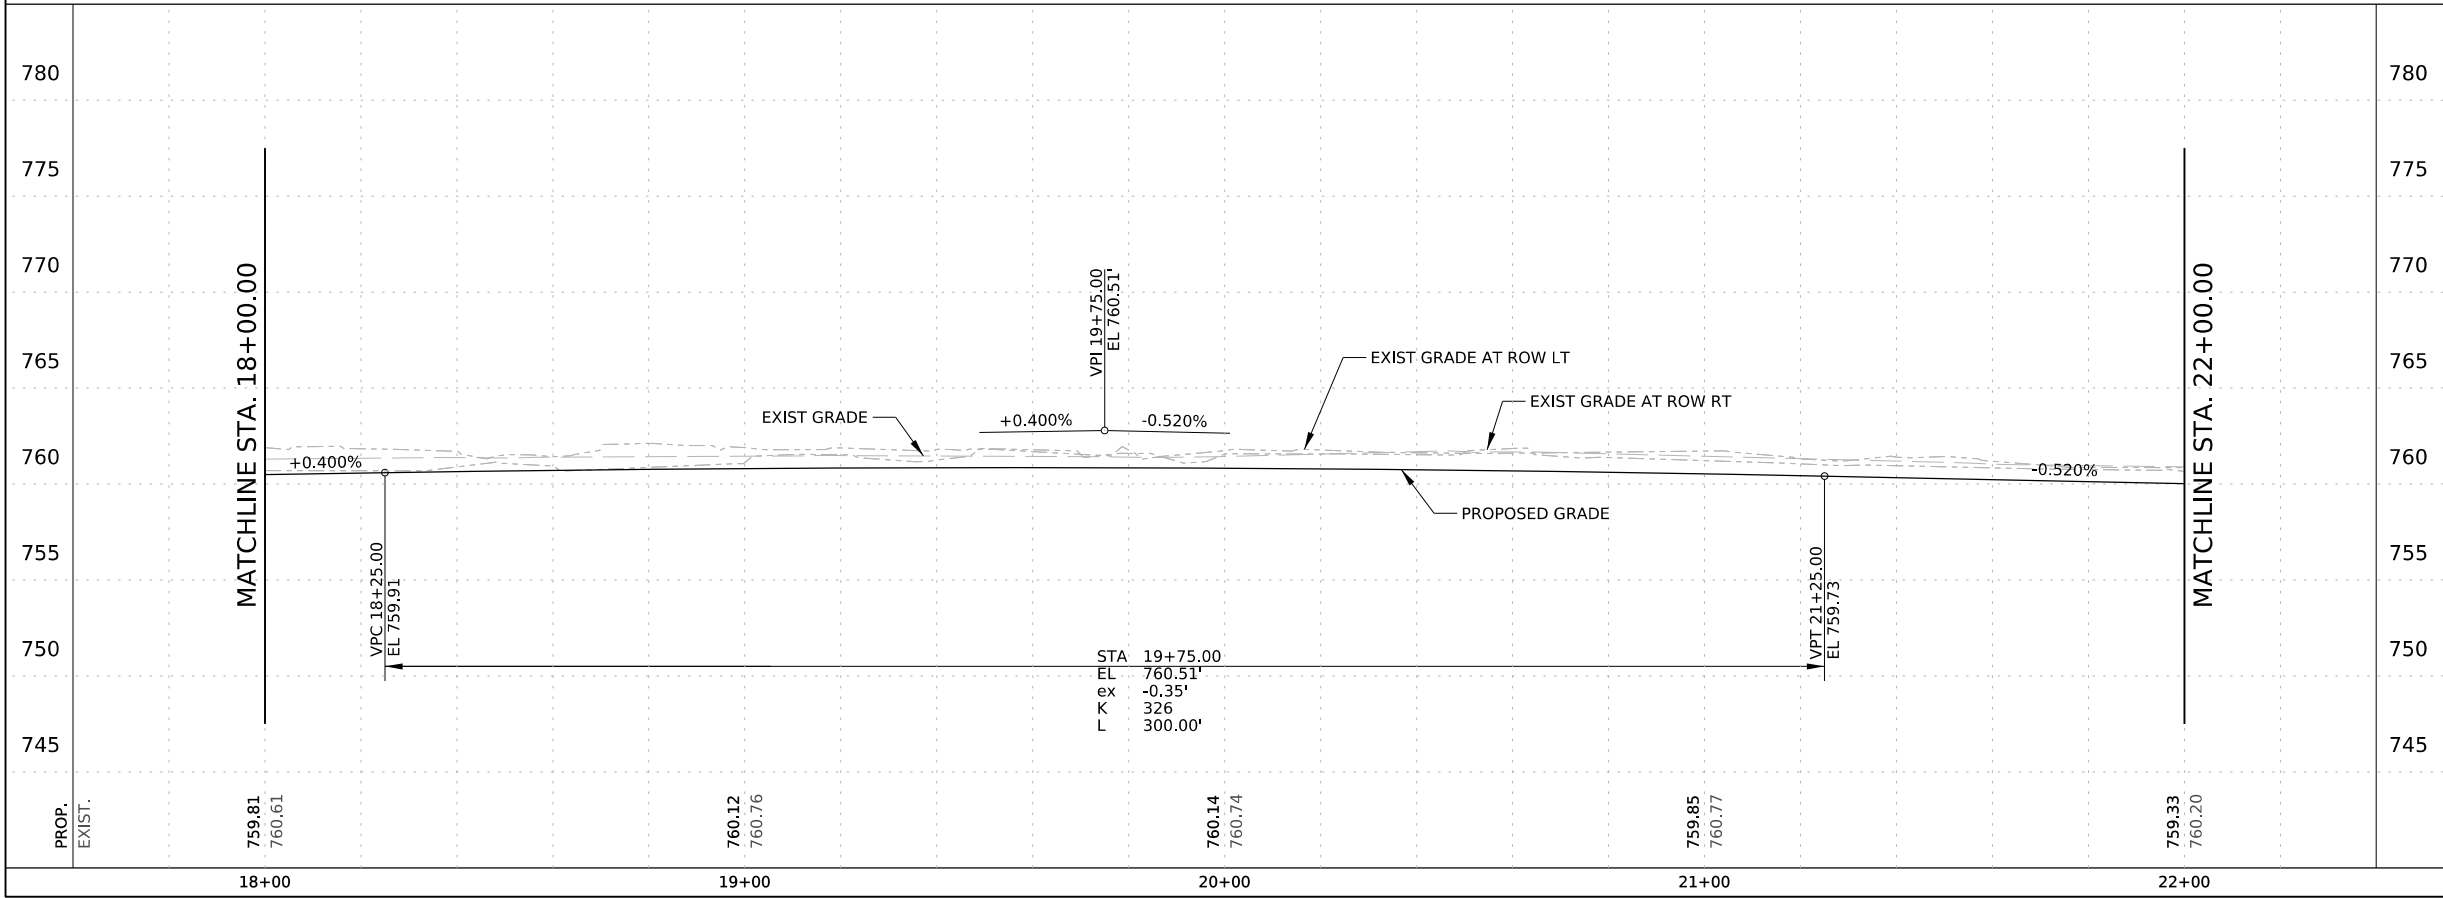 780
780
775
775
770
770
765
765
760
760
755
755
750
750
745
745
MATCHLINE STA. 18+00.00
MATCHLINE STA. 22+00.00
VPI 19+75.00
EL 760.51'
EXIST GRADE AT ROW LT
EXIST GRADE AT ROW RT
EXIST GRADE
+0.400%
-0.520%
+0.400%
-0.520%
PROPOSED GRADE
VPC 18+25.00
EL 759.91
VPT 21+25.00
EL 759.73
STA 19+75.00
EL 760.51'
ex -0.35'
K 326
L 300.00'
PROP.
EXIST.
759.81
760.61
760.12
760.76
760.14
760.74
759.85
760.77
759.33
760.20
18+00
19+00
20+00
21+00
22+00